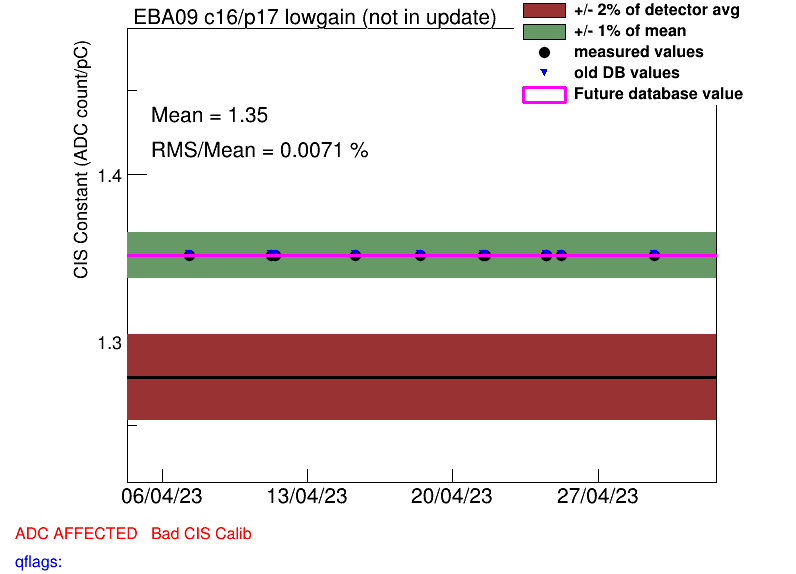 EBA09 c16/p17 lowgain (not in update)
+/- 2% of detector avg
+/- 1% of mean
measured values
old DB values
Future database value
CIS Constant (ADC count/pC)
Mean = 1.35
RMS/Mean = 0.0071 %
1.4
1.3
06/04/23 13/04/23 20/04/23 27/04/23
ADC AFFECTED Bad CIS Calib
qflags: